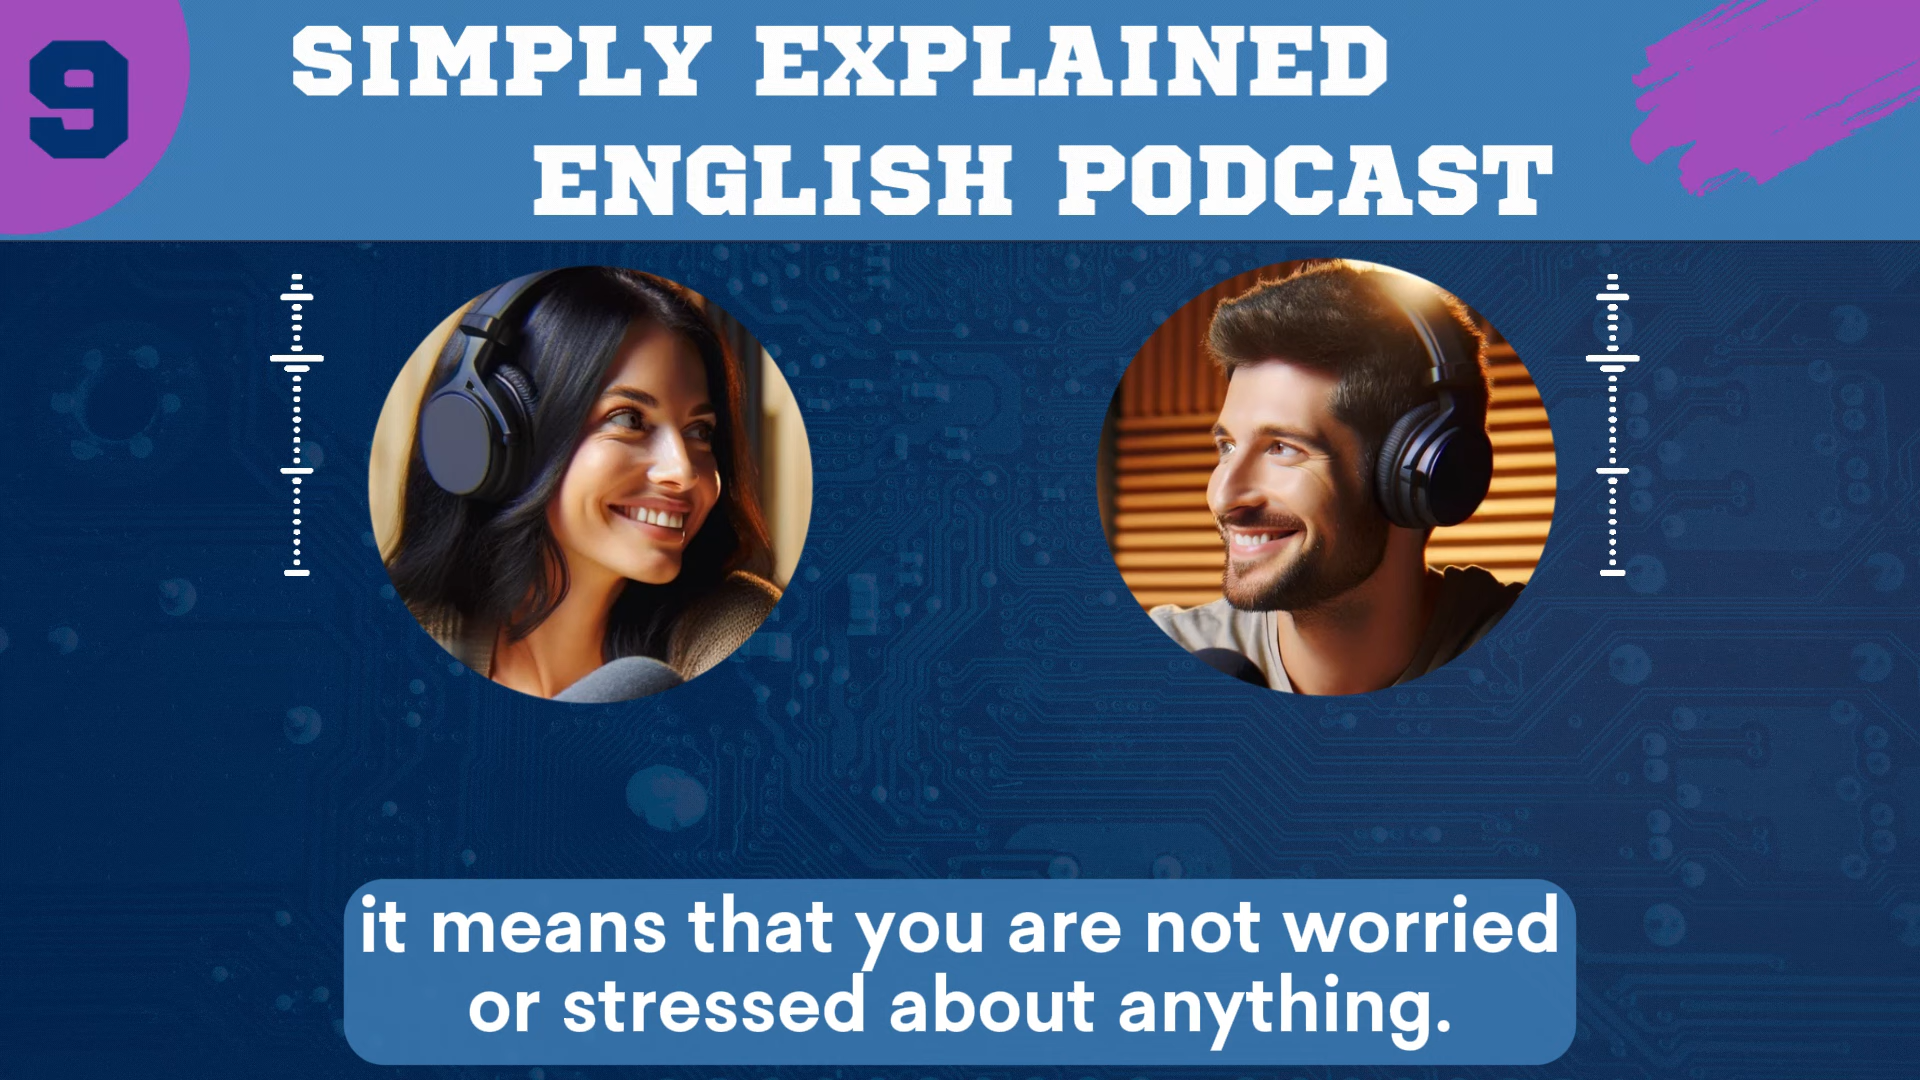 9
SIMPLY EXPLAINED
ENGLISH PODCAST
it means that you are not worried
or stressed about anything.